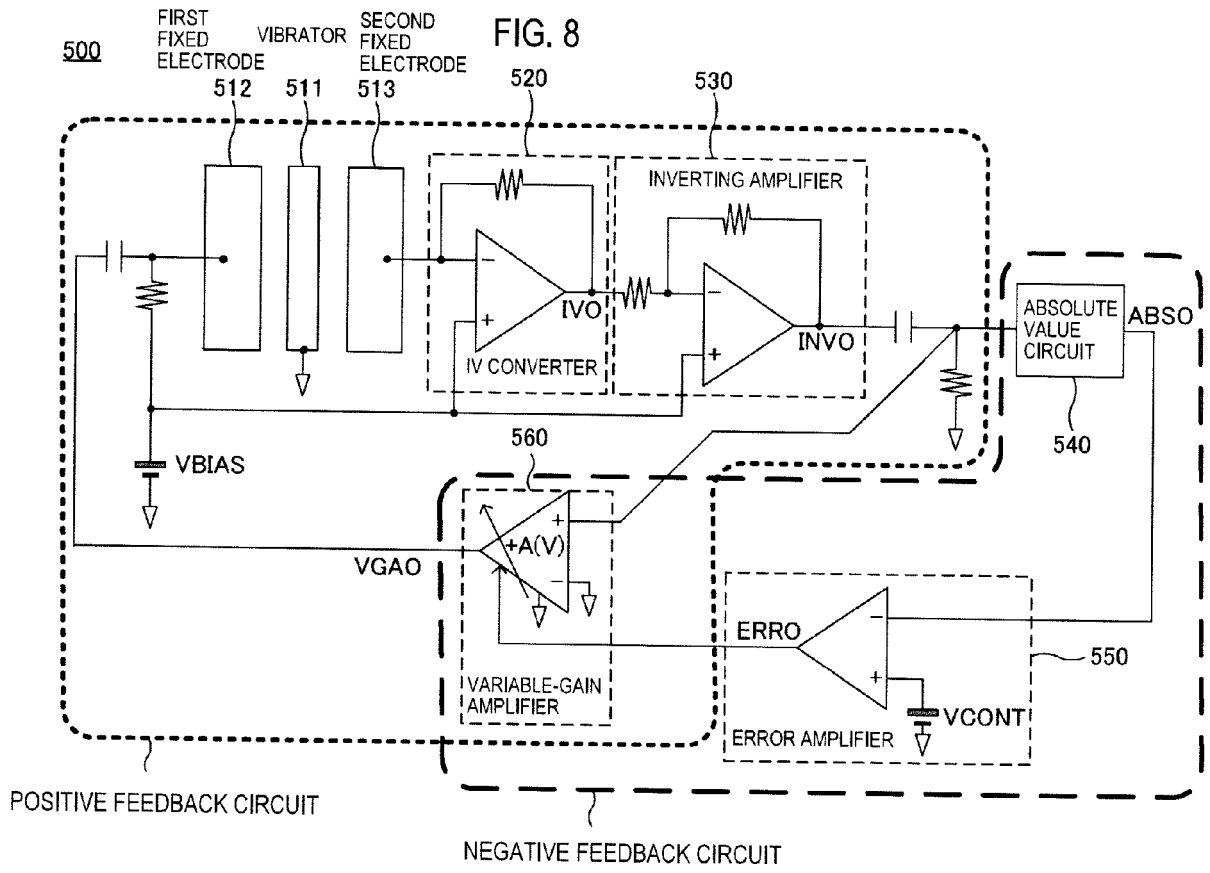 FIG. 8
500
FIRST
FIXED
ELECTRODE
512
VIBRATOR
511
SECOND
FIXED
ELECTRODE
513
520
530
INVERTING AMPLIFIER
−
+
IVO
IV CONVERTER
−
+
INVO
ABSOLUTE
VALUE
CIRCUIT
ABSO
540
VBIAS
560
+
+A(V)
−
VGAO
VARIABLE-GAIN
AMPLIFIER
ERRO
−
+
VCONT
ERROR AMPLIFIER
550
POSITIVE FEEDBACK CIRCUIT
NEGATIVE FEEDBACK CIRCUIT